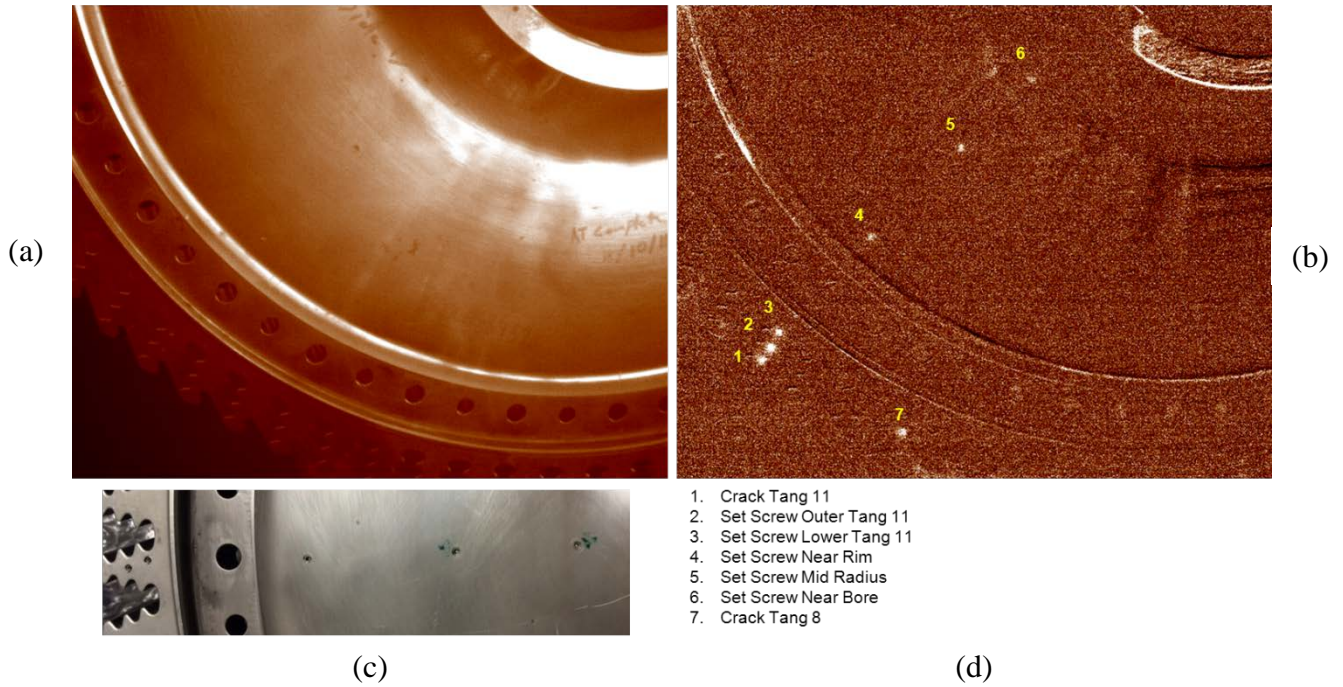 (a)
AT Complete
6
5
4
3
2
1
7
(b)
1. Crack Tang 11
2. Set Screw Outer Tang 11
3. Set Screw Lower Tang 11
4. Set Screw Near Rim
5. Set Screw Mid Radius
6. Set Screw Near Bore
7. Crack Tang 8
(c)
(d)